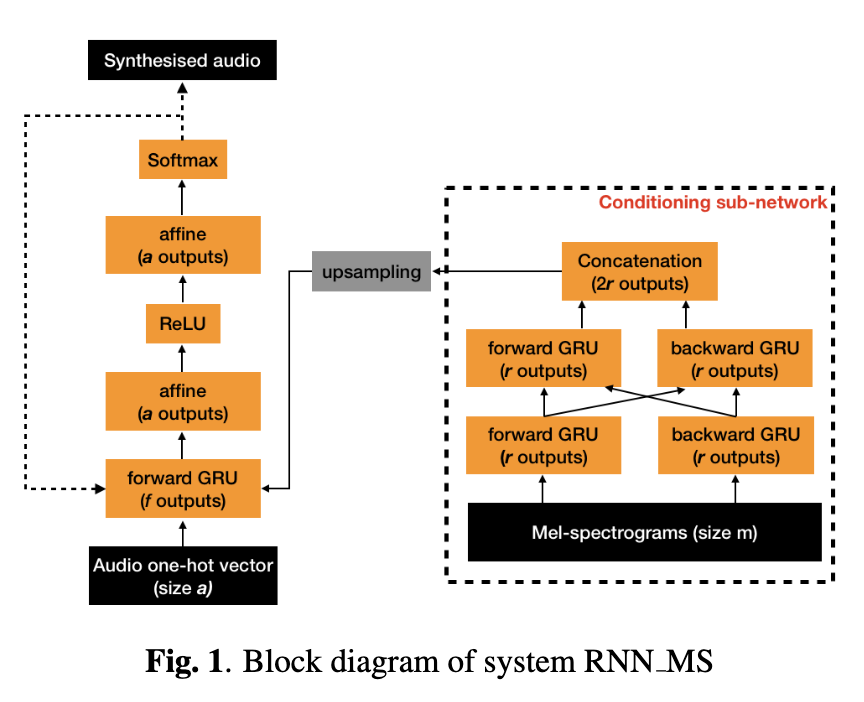 Synthesised audio
Softmax
affine
(a outputs)
ReLU
affine
(a outputs)
forward GRU
(f outputs)
Audio one-hot vector
(size a)
upsampling
Conditioning sub-network
Concatenation
(2r outputs)
forward GRU
(r outputs)
backward GRU
(r outputs)
forward GRU
(r outputs)
backward GRU
(r outputs)
Mel-spectrograms (size m)
Fig. 1. Block diagram of system RNN_MS